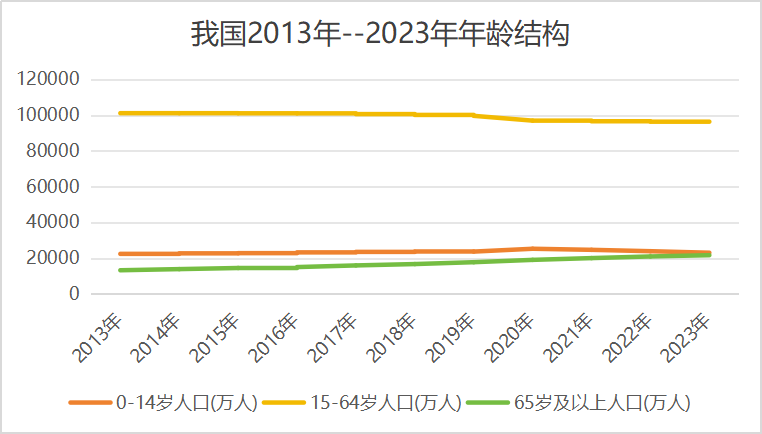 我国2013年--2023年年龄结构
120000
100000
80000
60000
40000
20000
0
2013年
2014年
2015年
2016年
2017年
2018年
2019年
2020年
2021年
2022年
2023年
0-14岁人口(万人)
15-64岁人口(万人)
65岁及以上人口(万人)